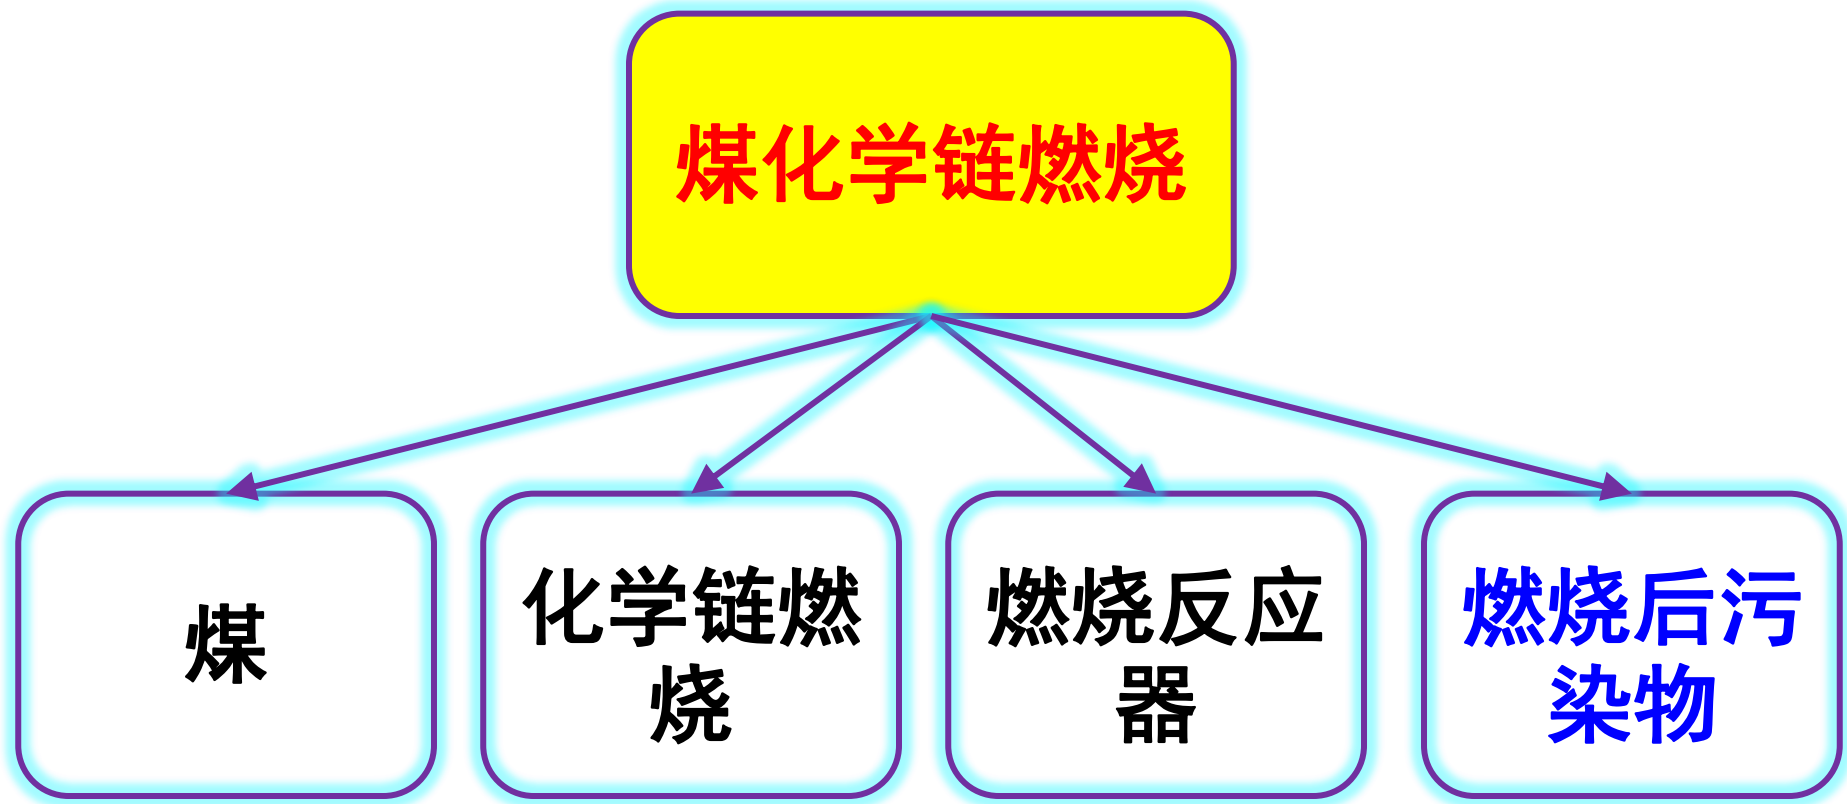 煤化学链燃烧
煤
化学链燃
烧
燃烧反应
器
燃烧后污
染物